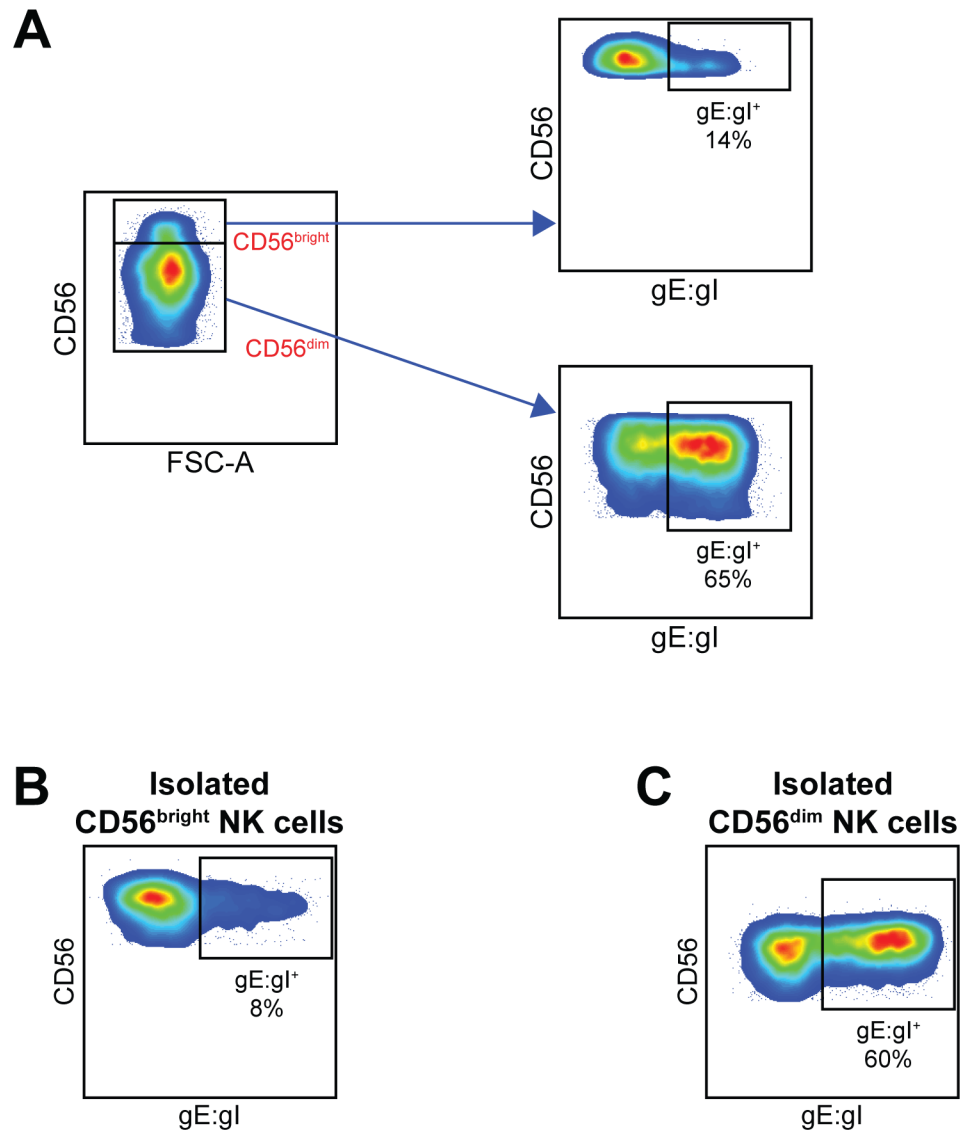 A
CD56
FSC-A
CD56bright
CD56dim
CD56
gE:gI+
14%
gE:gI
CD56
gE:gI+
65%
gE:gI
B
Isolated
CD56bright NK cells
CD56
gE:gI+
8%
gE:gI
C
Isolated
CD56dim NK cells
CD56
gE:gI+
60%
gE:gI